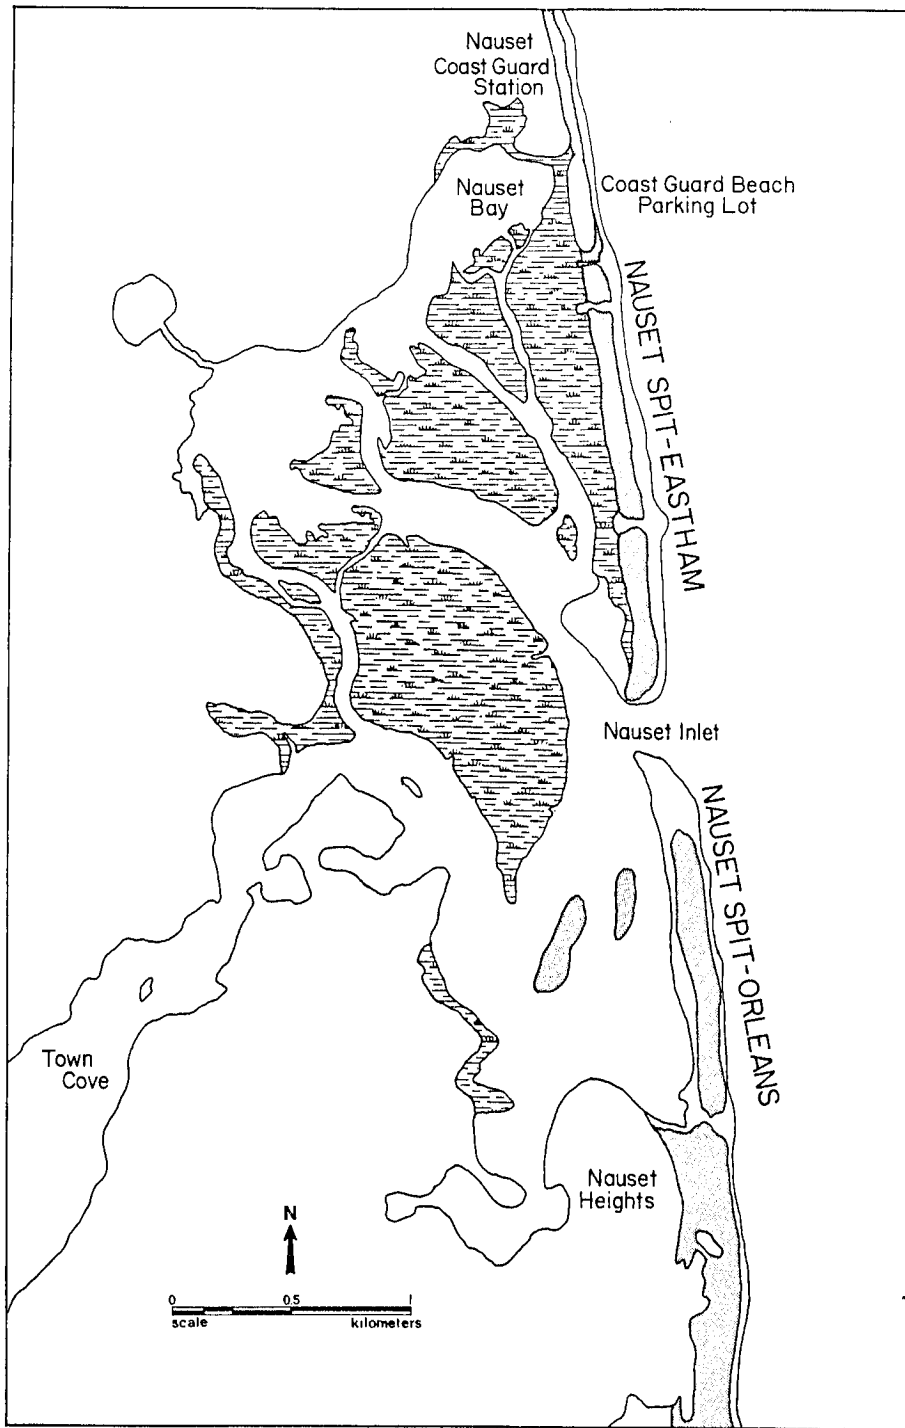 Nauset
Coast Guard
Station
Nauset
Bay
Coast Guard Beach
Parking Lot
NAUSET SPIT-EASTHAM
Nauset Inlet
NAUSET SPIT-ORLEANS
Town
Cove
Nauset
Heights
N
0 0.5 1
scale kilometers